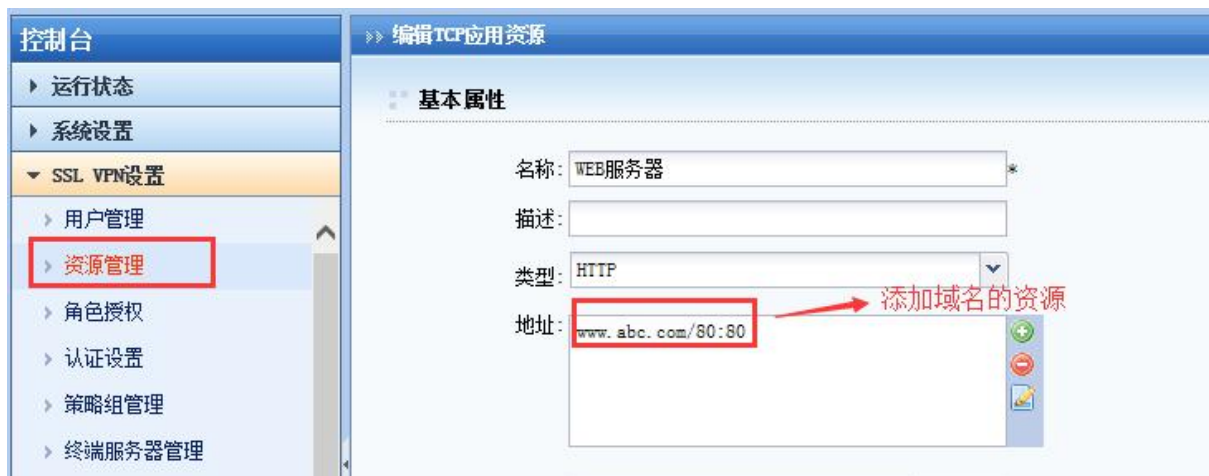 控制台
运行状态
系统设置
SSL VPN设置
用户管理
资源管理
角色授权
认证设置
策略组管理
终端服务器管理
›› 编辑TCP应用资源
基本属性
名称: WEB服务器 *
描述:
类型: HTTP
地址: www.abc.com/80:80
添加域名的资源